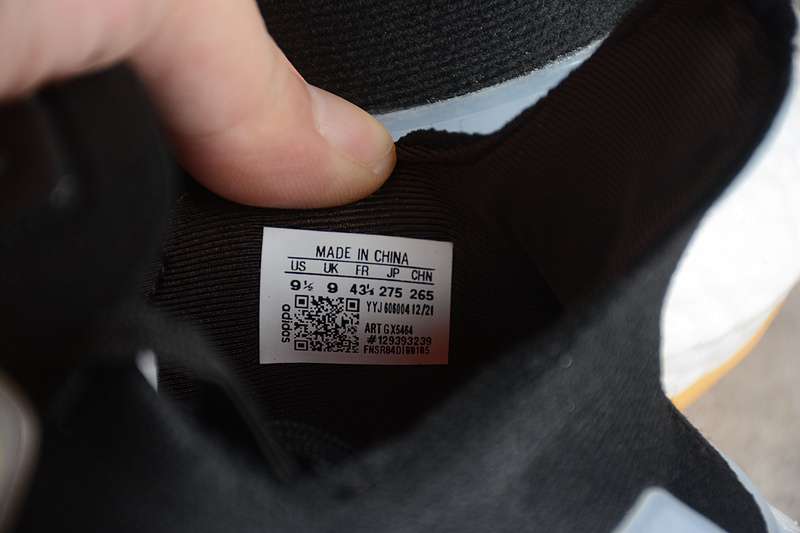 MADE IN CHINA
US UK FR JP CHN
9½ 9 43⅓ 275 265
adidas
YYJ 606004 12/21
ART GX5464
#129393239